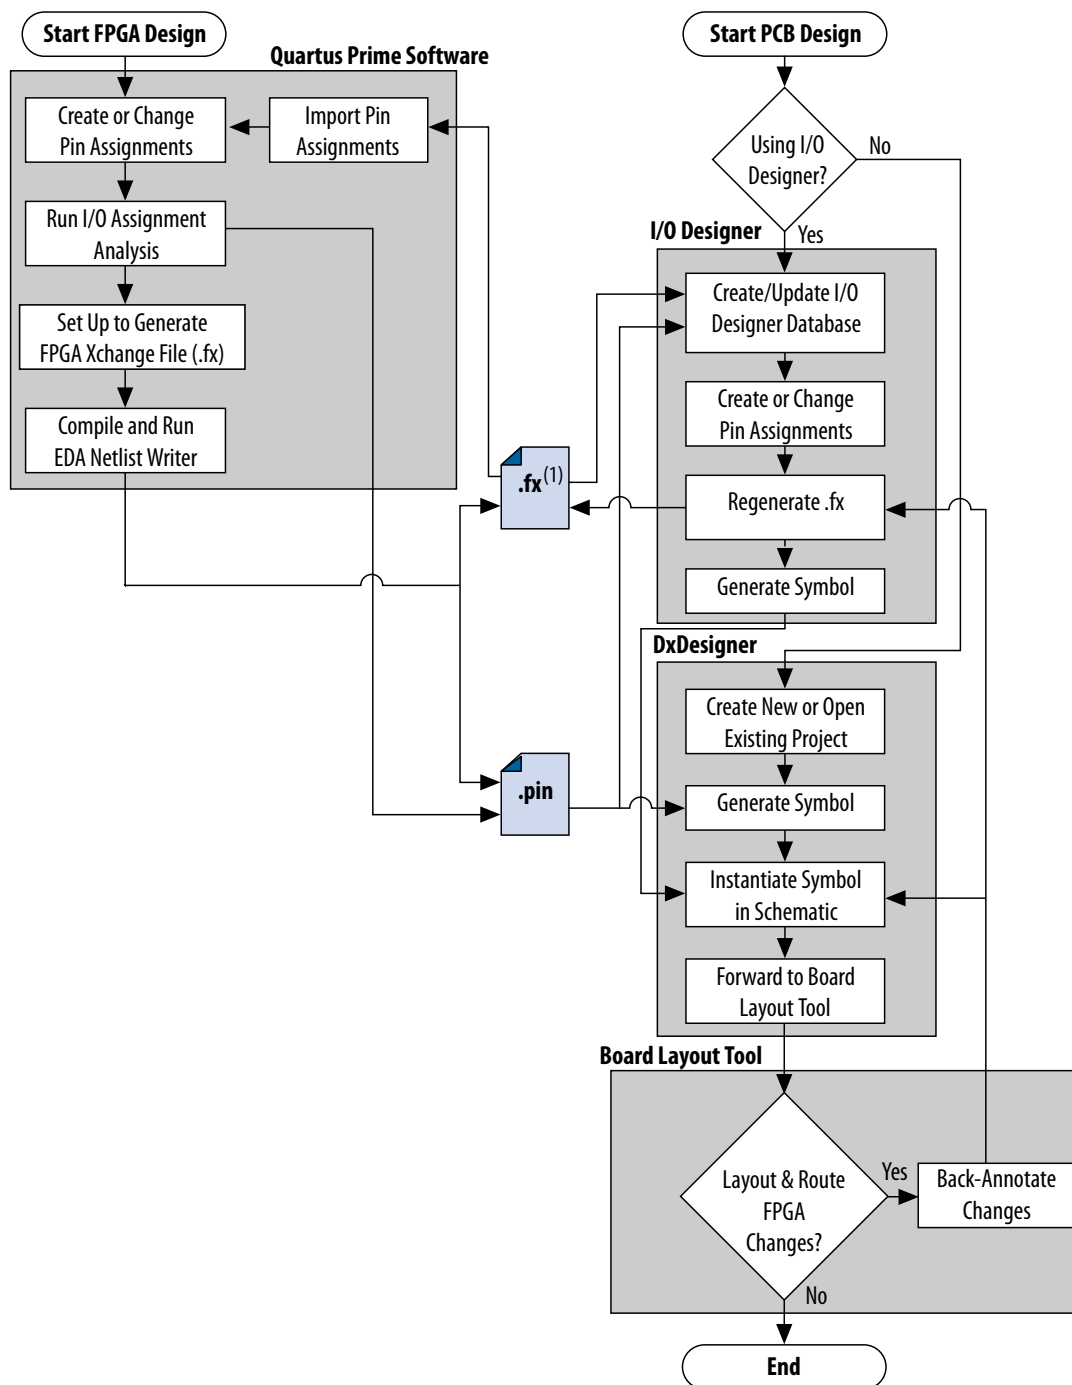 Start FPGA Design
Quartus Prime Software
Create or Change
Pin Assignments
Import Pin
Assignments
Run I/O Assignment
Analysis
Set Up to Generate
FPGA Xchange File (.fx)
Compile and Run
EDA Netlist Writer
.fx(1)
.pin
Start PCB Design
Using I/O
Designer?
No
Yes
I/O Designer
Create/Update I/O
Designer Database
Create or Change
Pin Assignments
Regenerate .fx
Generate Symbol
DxDesigner
Create New or Open
Existing Project
Generate Symbol
Instantiate Symbol
in Schematic
Forward to Board
Layout Tool
Board Layout Tool
Layout & Route
FPGA
Changes?
Yes
Back-Annotate
Changes
No
End